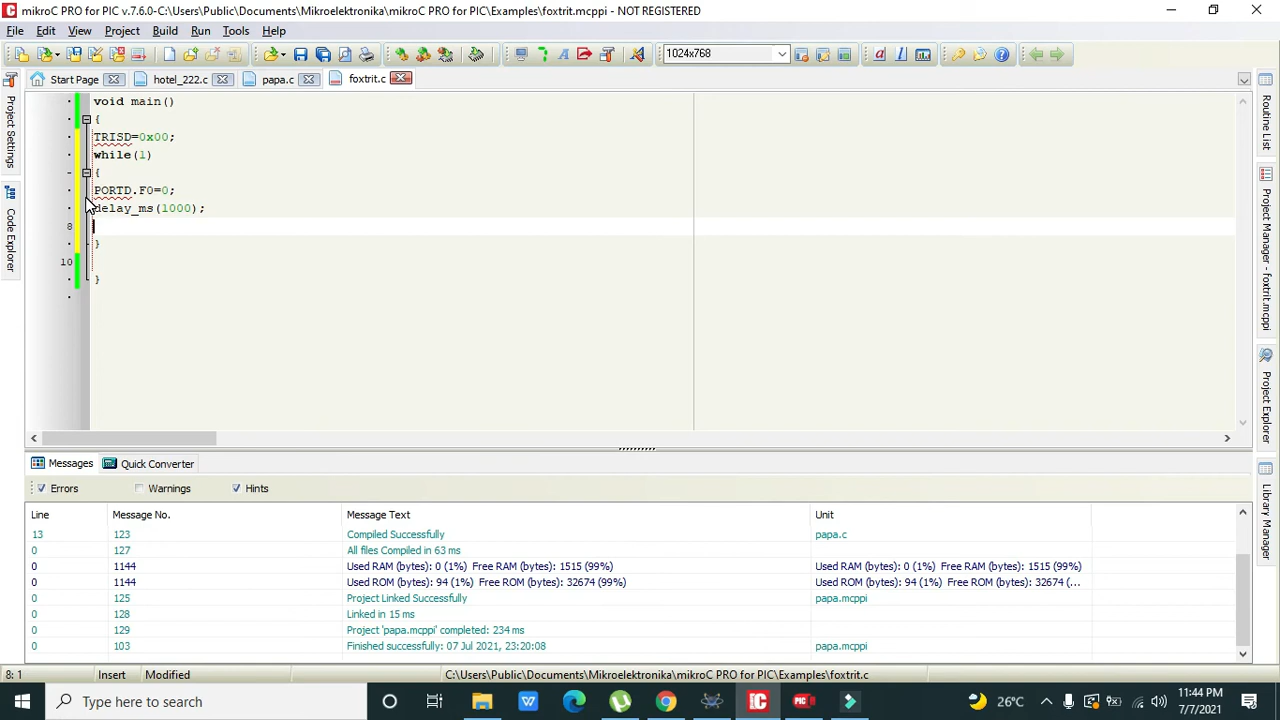 mikroC PRO for PIC v.7.6.0-C:\Users\Public\Documents\Mikroelektronika\mikroC PRO for PIC\Examples\foxtrit.mcppi - NOT REGISTERED
File Edit View Project Build Run Tools Help
1024x768
Start Page hotel_222.c papa.c foxtrit.c
void main()
{
TRISD=0x00;
while(1)
{
PORTD.F0=0;
delay_ms(1000);
8
}
10
}
Project Settings
Code Explorer
Routine List
Project Manager - foxtrit.mcppi
Project Explorer
Library Manager
Messages Quick Converter
Errors Warnings Hints
Line Message No. Message Text Unit
13 123 Compiled Successfully papa.c
0 127 All files Compiled in 63 ms
0 1144 Used RAM (bytes): 0 (1%) Free RAM (bytes): 1515 (99%) Used RAM (bytes): 0 (1%) Free RAM (bytes): 1515 (99%)
0 1144 Used ROM (bytes): 94 (1%) Free ROM (bytes): 32674 (99%) Used ROM (bytes): 94 (1%) Free ROM (bytes): 32674 (...
0 125 Project Linked Successfully papa.mcppi
0 128 Linked in 15 ms
0 129 Project 'papa.mcppi' completed: 234 ms
0 103 Finished successfully: 07 Jul 2021, 23:20:08 papa.mcppi
8: 1 Insert Modified C:\Users\Public\Documents\Mikroelektronika\mikroC PRO for PIC\Examples\foxtrit.c
Type here to search
26°C
11:44 PM
7/7/2021